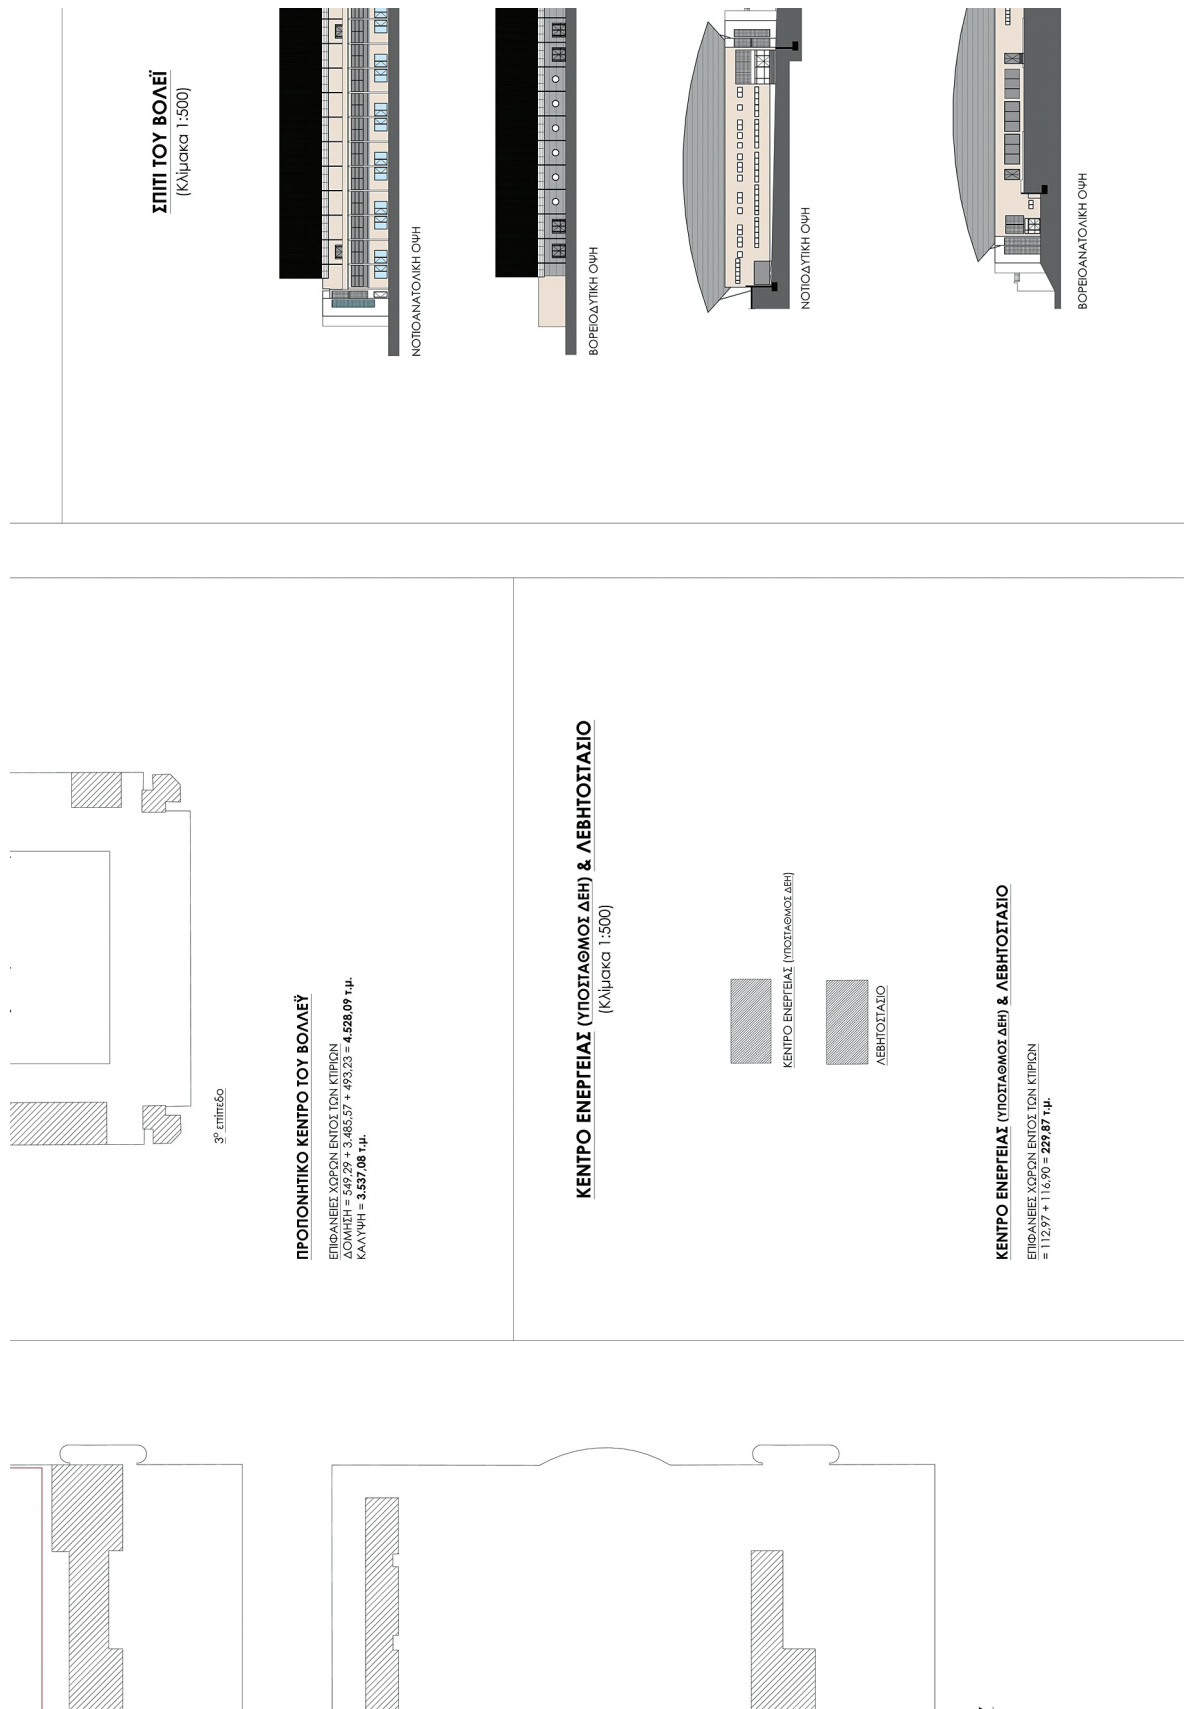 ΣΠΙΤΙ ΤΟΥ ΒΟΛΕΪ
(Κλίμακα 1:500)
ΝΟΤΙΟΑΝΑΤΟΛΙΚΗ ΟΨΗ
ΒΟΡΕΙΟΔΥΤΙΚΗ ΟΨΗ
ΝΟΤΙΟΔΥΤΙΚΗ ΟΨΗ
ΒΟΡΕΙΟΑΝΑΤΟΛΙΚΗ ΟΨΗ
3ο επίπεδο
ΠΡΟΠΟΝΗΤΙΚΟ ΚΕΝΤΡΟ ΤΟΥ ΒΟΛΛΕΫ
ΕΠΙΦΑΝΕΙΕΣ ΧΩΡΩΝ ΕΝΤΟΣ ΤΩΝ ΚΤΙΡΙΩΝ
ΔΟΜΗΣΗ = 549,29 + 3.485,57 + 493,23 = 4.528,09 τ.μ.
ΚΑΛΥΨΗ = 3.537,08 τ.μ.
ΚΕΝΤΡΟ ΕΝΕΡΓΕΙΑΣ (ΥΠΟΣΤΑΘΜΟΣ ΔΕΗ) & ΛΕΒΗΤΟΣΤΑΣΙΟ
(Κλίμακα 1:500)
ΚΕΝΤΡΟ ΕΝΕΡΓΕΙΑΣ (ΥΠΟΣΤΑΘΜΟΣ ΔΕΗ)
ΛΕΒΗΤΟΣΤΑΣΙΟ
ΚΕΝΤΡΟ ΕΝΕΡΓΕΙΑΣ (ΥΠΟΣΤΑΘΜΟΣ ΔΕΗ) & ΛΕΒΗΤΟΣΤΑΣΙΟ
ΕΠΙΦΑΝΕΙΕΣ ΧΩΡΩΝ ΕΝΤΟΣ ΤΩΝ ΚΤΙΡΙΩΝ
= 112,97 + 116,90 = 229,87 τ.μ.